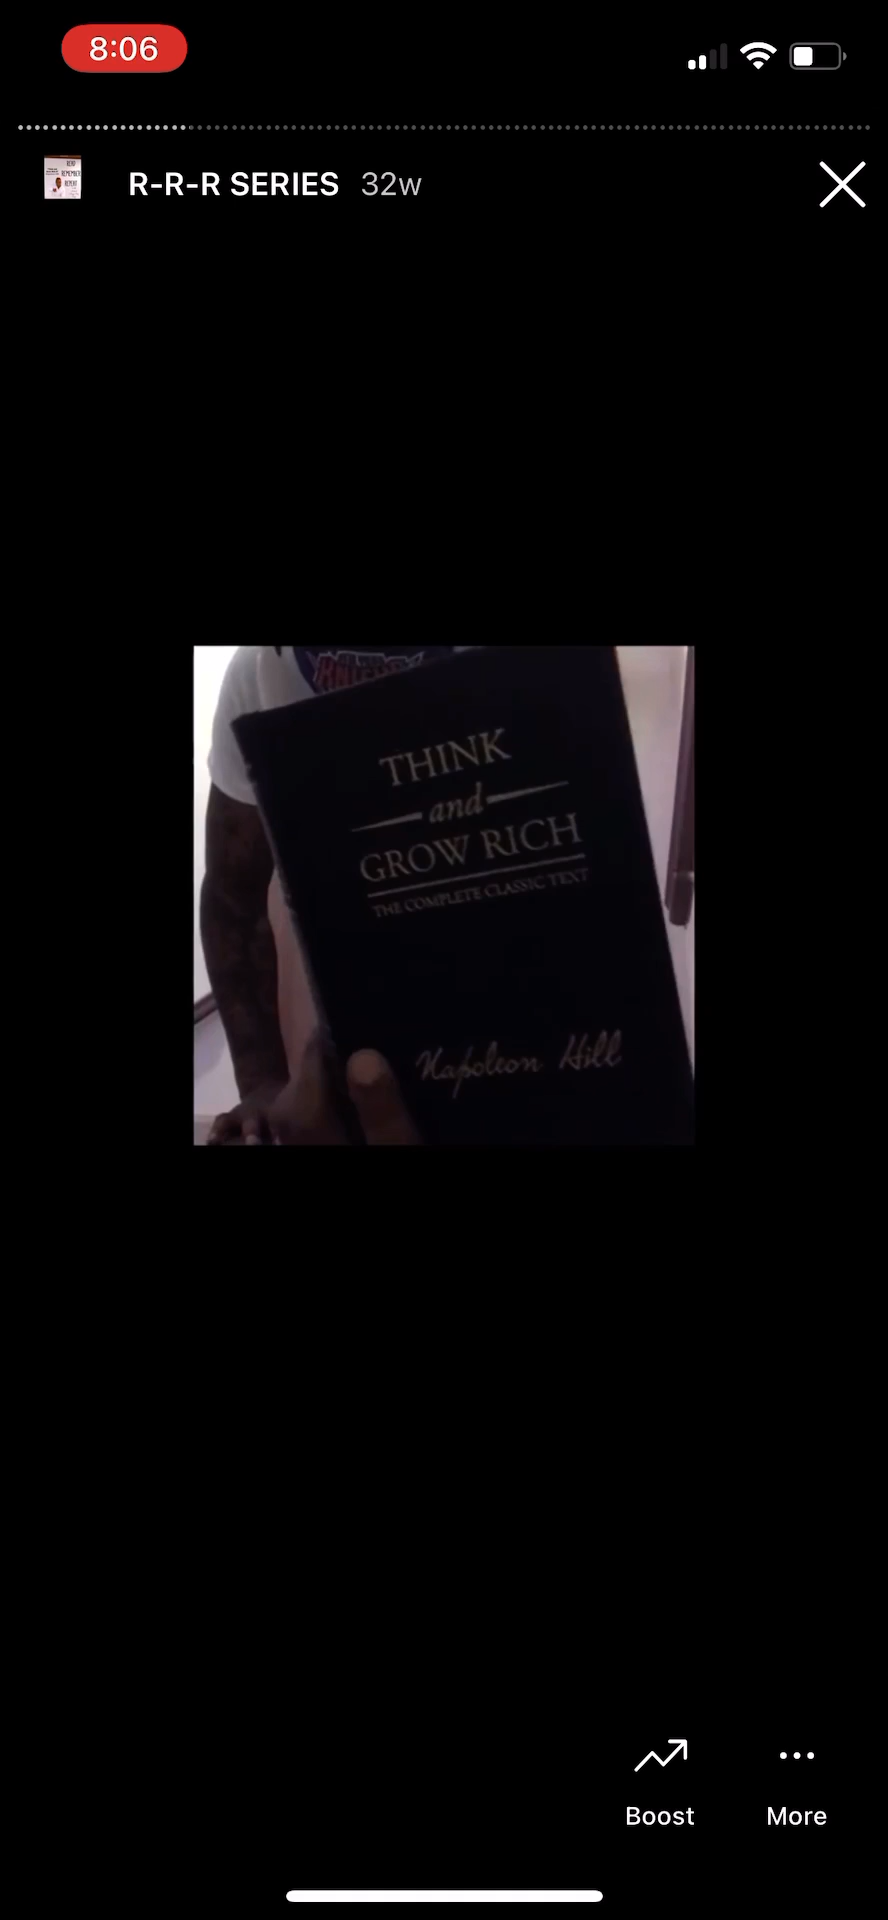 8:06
R-R-R SERIES 32w
THINK
and
GROW RICH
THE COMPLETE CLASSIC TEXT
Napoleon Hill
Boost
More